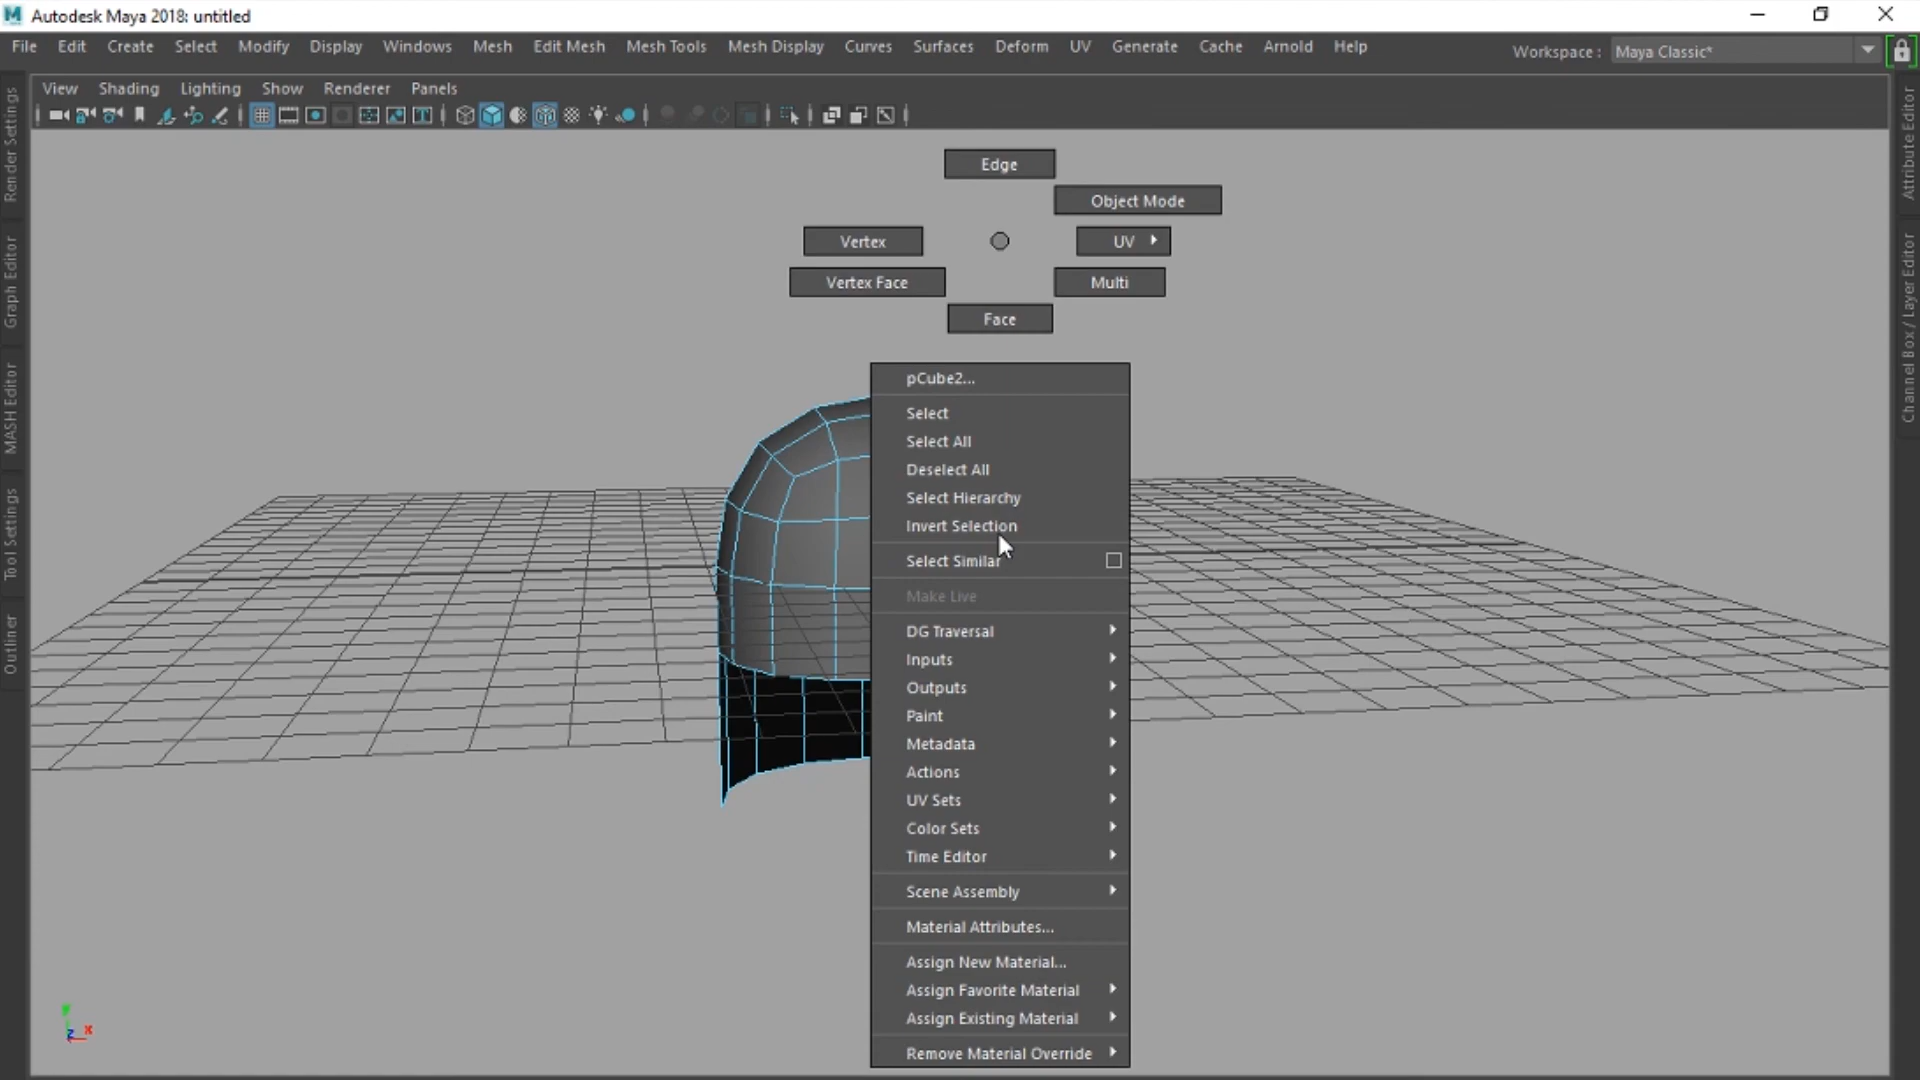 Autodesk Maya 2018: untitled
File Edit Create Select Modify Display Windows Mesh Edit Mesh Mesh Tools Mesh Display Curves Surfaces Deform UV Generate Cache Arnold Help
Workspace : Maya Classic*
View Shading Lighting Show Renderer Panels
Render Settings
Graph Editor
MASH Editor
Tool Settings
Outliner
Attribute Editor
Channel Box / Layer Editor
Edge
Object Mode
Vertex
UV
Vertex Face
Multi
Face
pCube2...
Select
Select All
Deselect All
Select Hierarchy
Invert Selection
Select Similar
Make Live
DG Traversal
Inputs
Outputs
Paint
Metadata
Actions
UV Sets
Color Sets
Time Editor
Scene Assembly
Material Attributes...
Assign New Material...
Assign Favorite Material
Assign Existing Material
Remove Material Override
Y
Z X